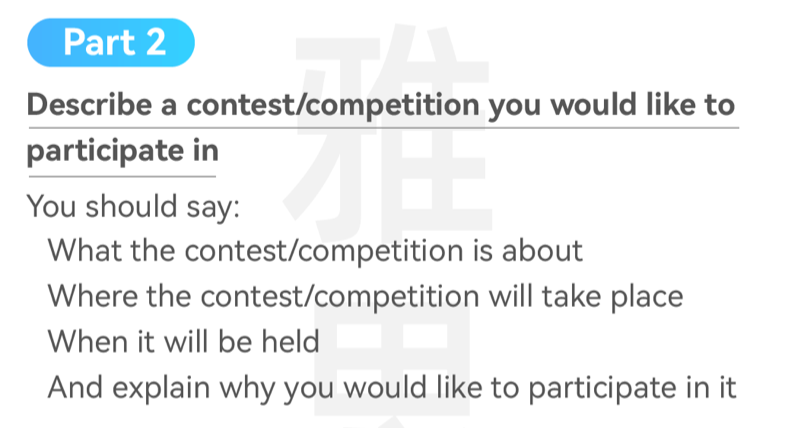 Part 2
Describe a contest/competition you would like to
participate in
You should say:
What the contest/competition is about
Where the contest/competition will take place
When it will be held
And explain why you would like to participate in it
雅